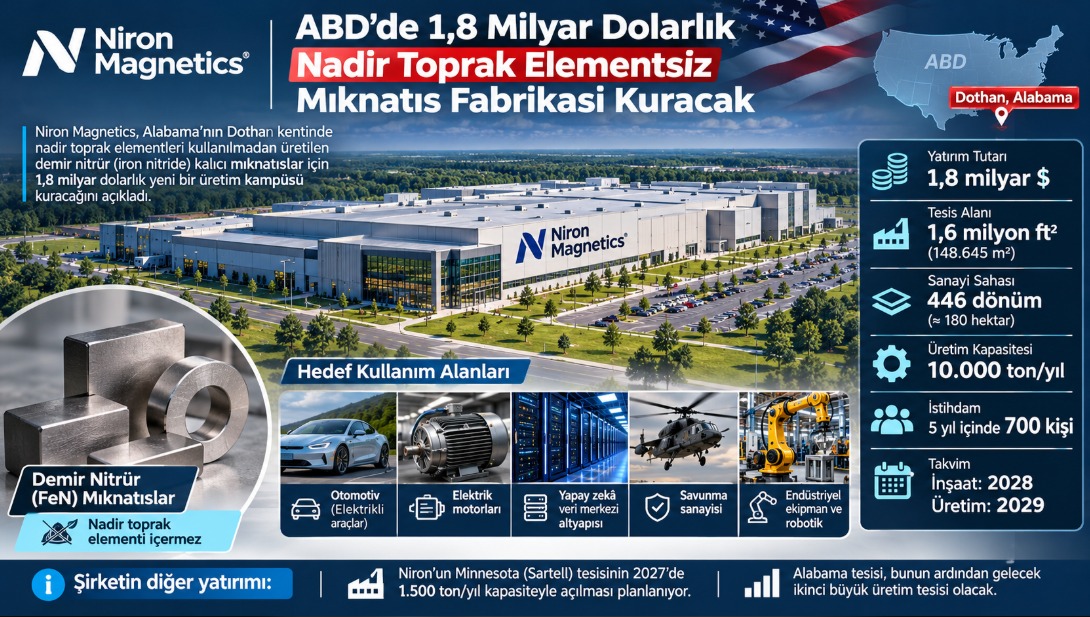 Niron
Magnetics®
ABD'de 1,8 Milyar Dolarlık
Nadir Toprak Elementsiz
Mıknatıs Fabrikası Kuracak
ABD
Dothan, Alabama
Niron Magnetics, Alabama'nın Dothan kentinde
nadir toprak elementleri kullanılmadan üretilen
demir nitrür (iron nitride) kalıcı mıknatıslar için
1,8 milyar dolarlık yeni bir üretim kampüsü
kuracağını açıkladı.
Niron
Magnetics®
Yatırım Tutarı
1,8 milyar $
Tesis Alanı
1,6 milyon ft²
(148.645 m²)
Sanayi Sahası
446 dönüm
(≈ 180 hektar)
Üretim Kapasitesi
10.000 ton/yıl
İstihdam
5 yıl içinde 700 kişi
Takvim
İnşaat: 2028
Üretim: 2029
Hedef Kullanım Alanları
Otomotiv
(Elektrikli
araçlar)
Elektrik
motorları
Yapay zekâ
veri merkezi
altyapısı
Savunma
sanayisi
Endüstriyel
ekipman ve
robotik
Demir Nitrür
(FeN) Mıknatıslar
Nadir toprak
elementi içermez
Şirketin diğer yatırımı:
Niron'un Minnesota (Sartell) tesisinin 2027'de
1.500 ton/yıl kapasiteyle açılması planlanıyor.
Alabama tesisi, bunun ardından gelecek
ikinci büyük üretim tesisi olacak.